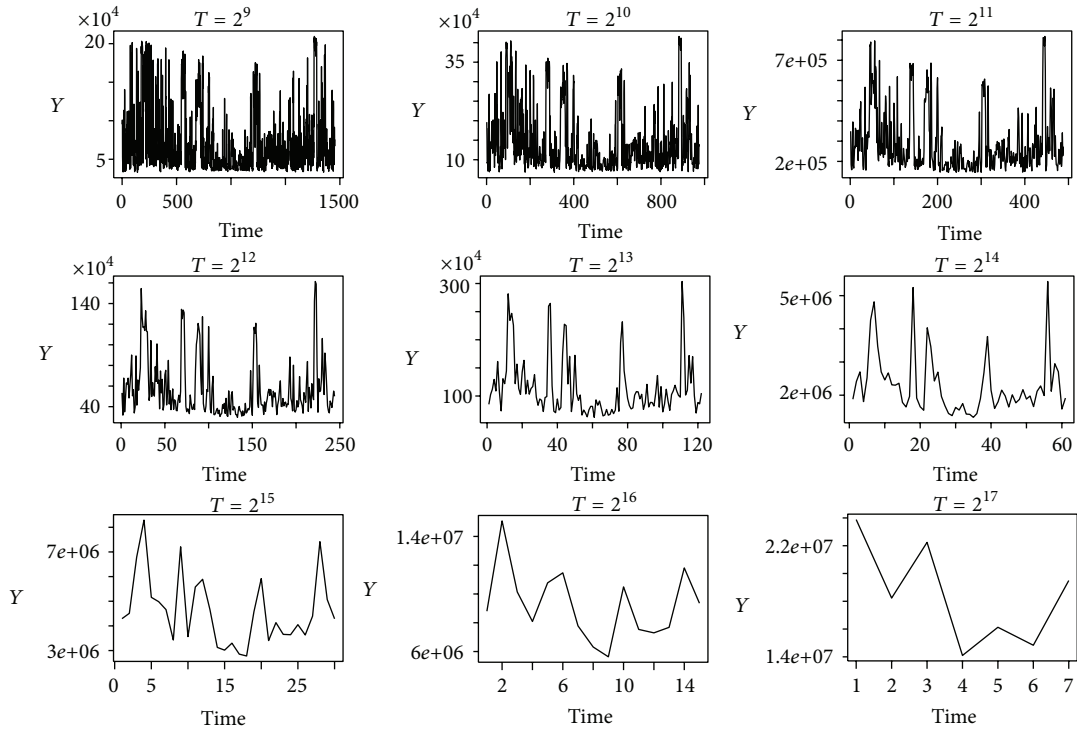 T = 2^9
×10^4
20
Y
5
0 500 1500
Time
T = 2^10
×10^4
35
Y
10
0 400 800
Time
T = 2^11
7e+05
Y
2e+05
0 200 400
Time
T = 2^12
×10^4
140
Y
40
0 50 100 150 200 250
Time
T = 2^13
×10^4
300
Y
100
0 20 40 60 80 100 120
Time
T = 2^14
5e+06
Y
2e+06
0 20 40 60
Time
T = 2^15
7e+06
Y
3e+06
0 5 15 25
Time
T = 2^16
1.4e+07
Y
6e+06
2 6 10 14
Time
T = 2^17
2.2e+07
Y
1.4e+07
1 2 3 4 5 6 7
Time